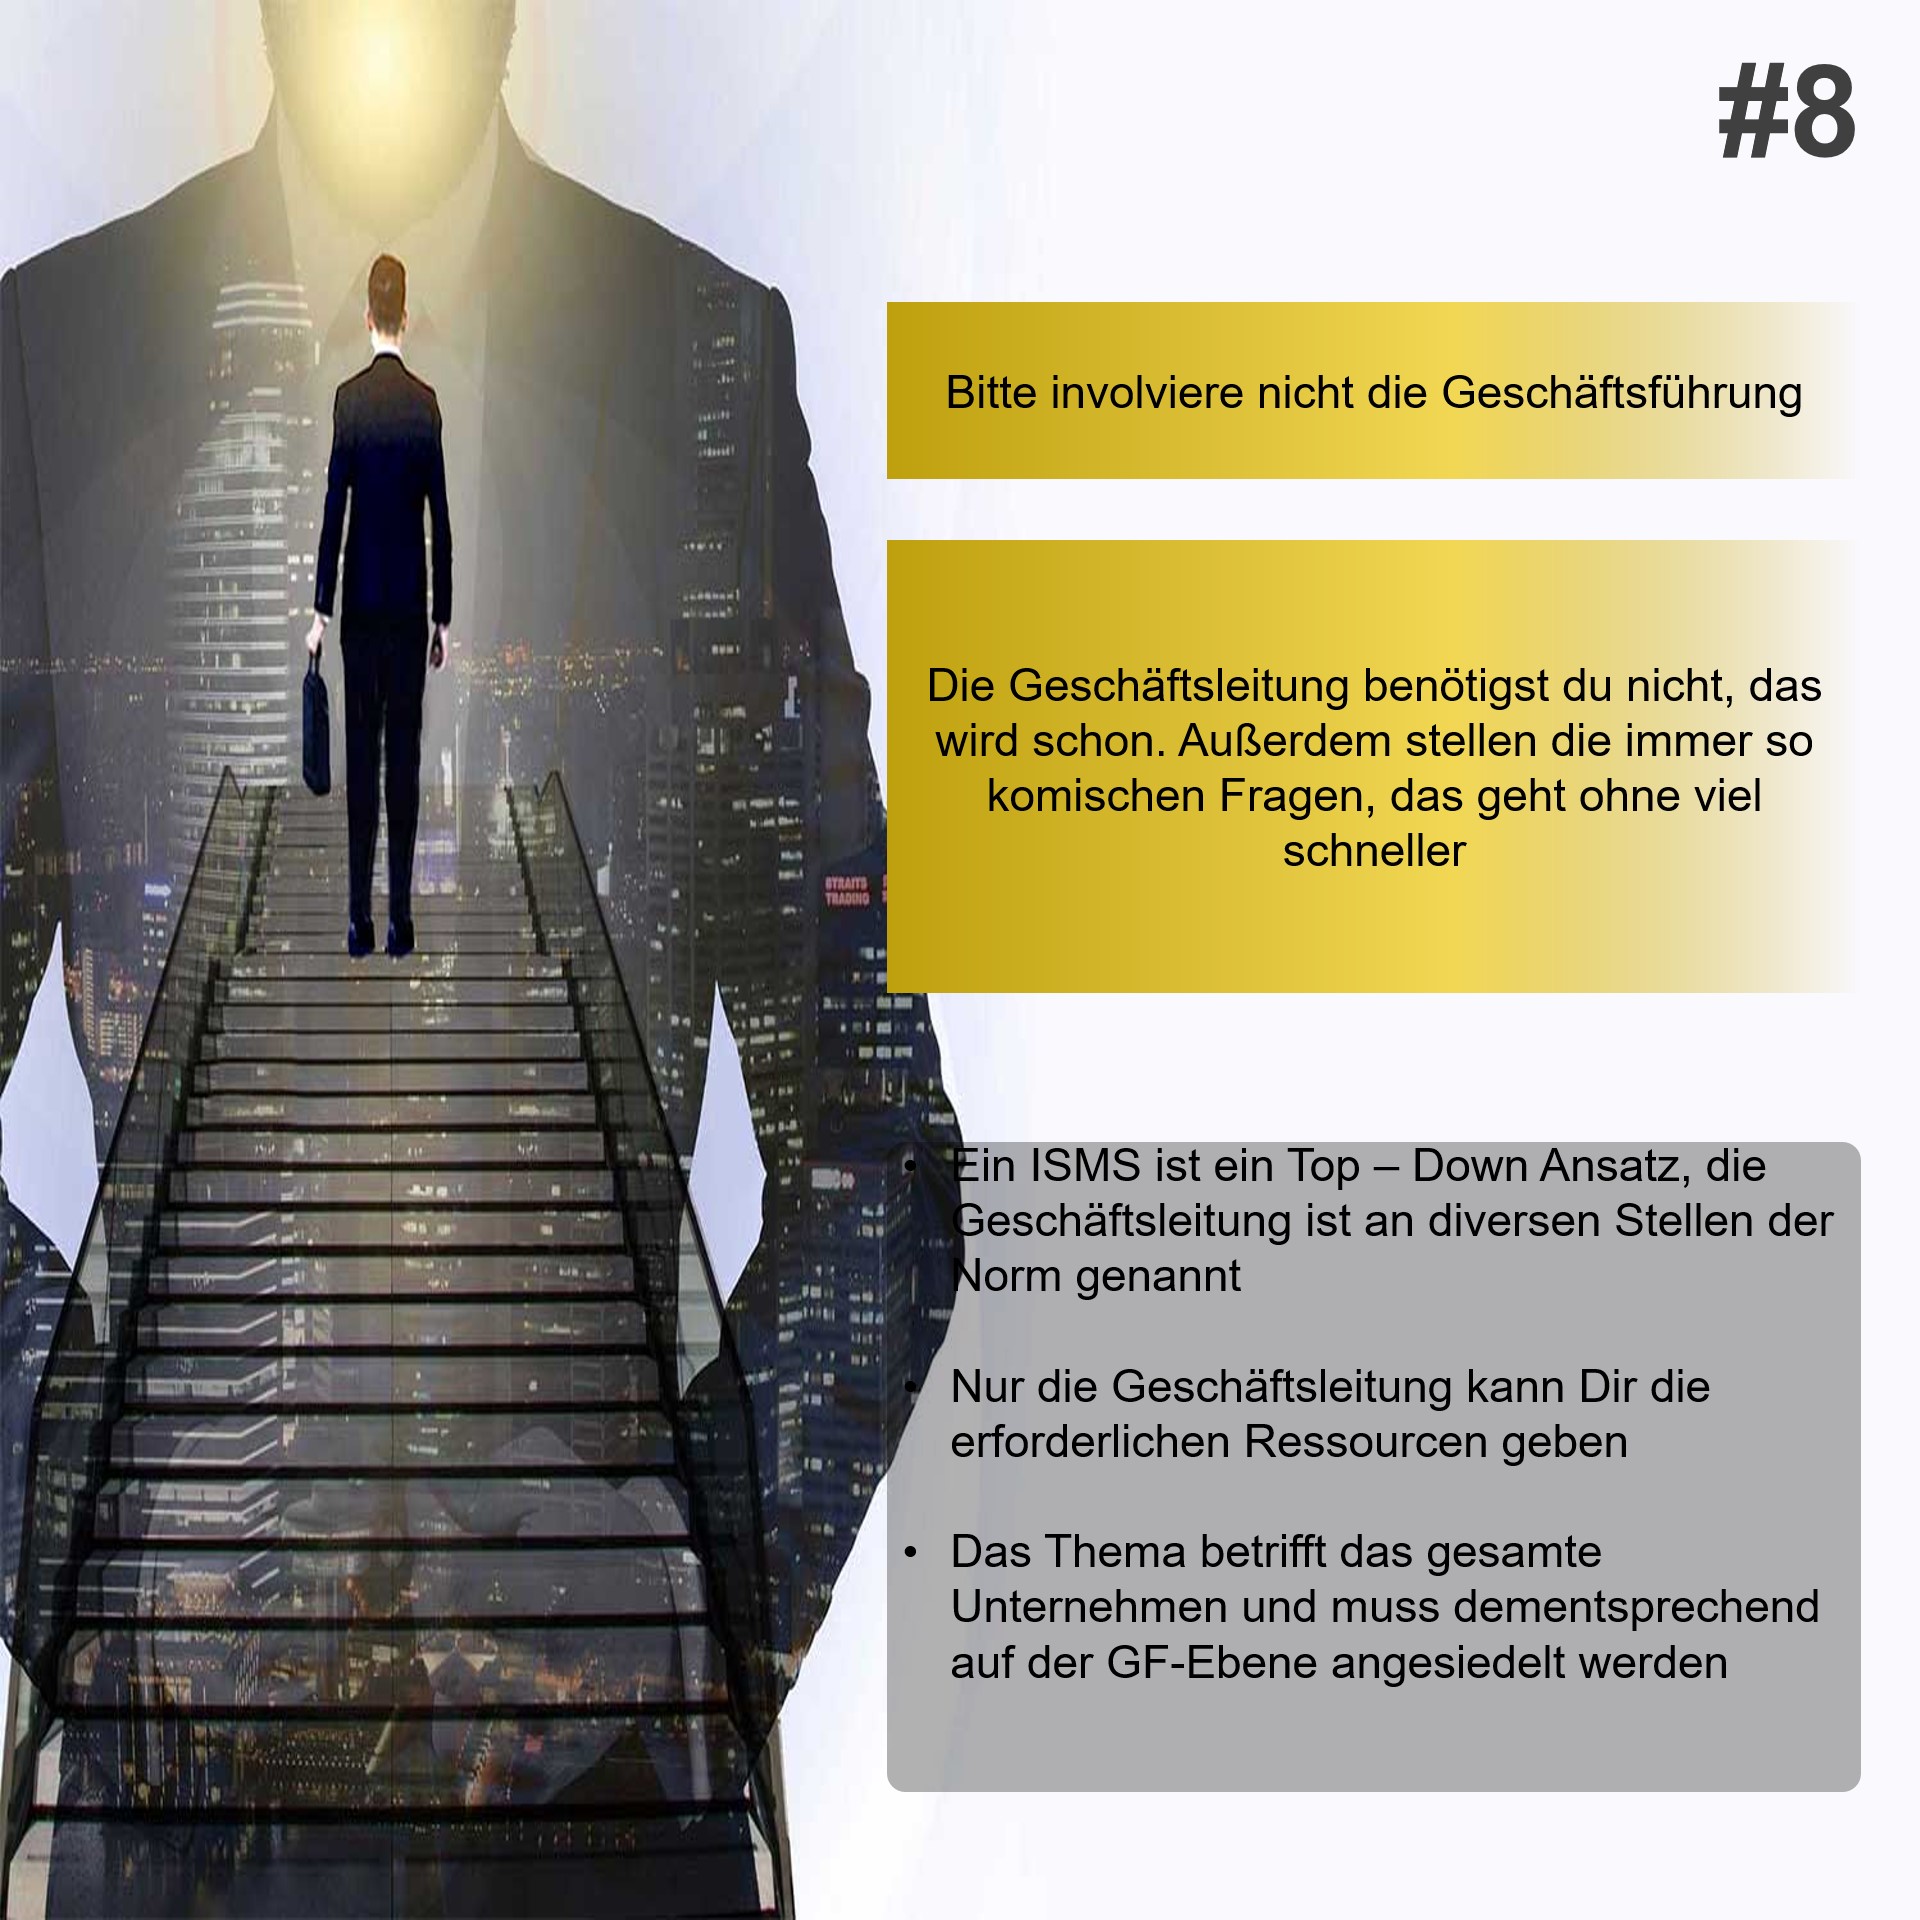 #8
Bitte involviere nicht die Geschäftsführung
Die Geschäftsleitung benötigst du nicht, das
wird schon. Außerdem stellen die immer so
komischen Fragen, das geht ohne viel
schneller
STRAITS
TRADING
• Ein ISMS ist ein Top – Down Ansatz, die
Geschäftsleitung ist an diversen Stellen der
Norm genannt
• Nur die Geschäftsleitung kann Dir die
erforderlichen Ressourcen geben
• Das Thema betrifft das gesamte
Unternehmen und muss dementsprechend
auf der GF-Ebene angesiedelt werden